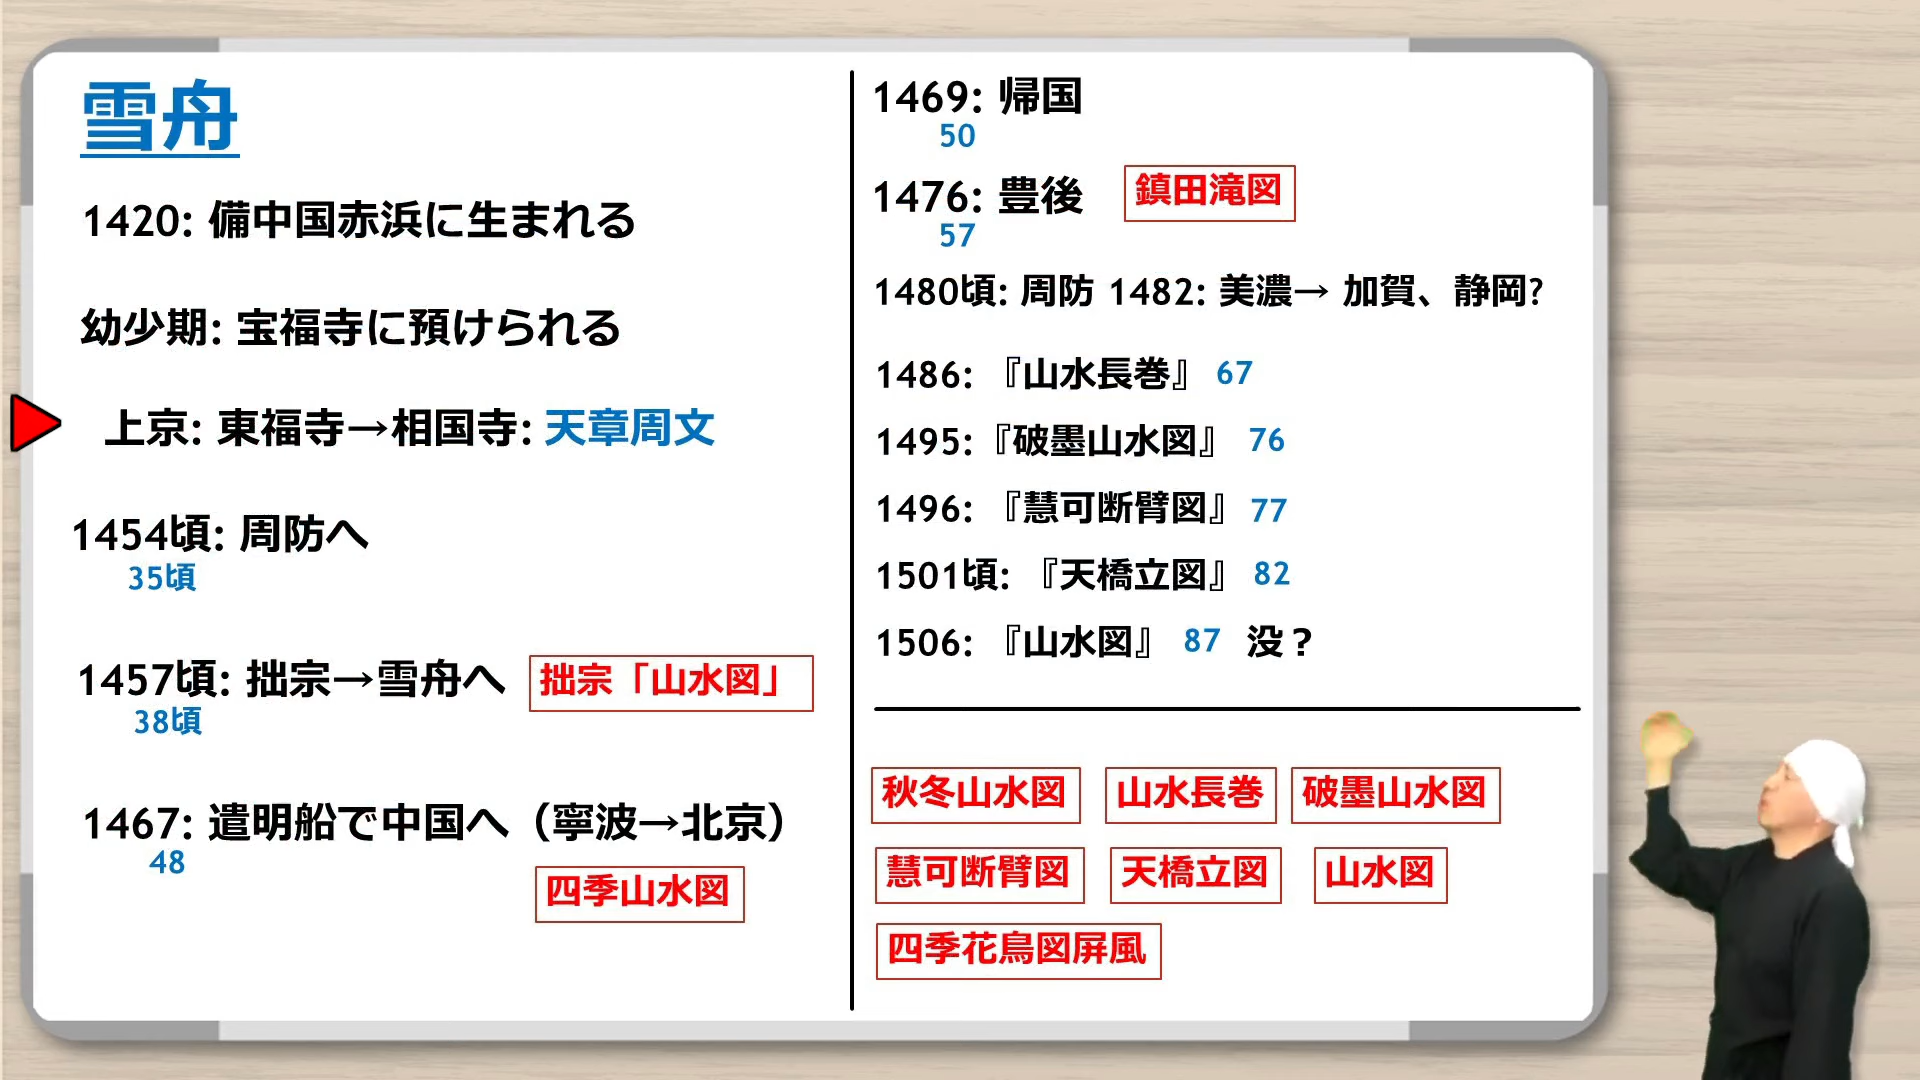 雪舟
1420: 備中国赤浜に生まれる
幼少期: 宝福寺に預けられる
上京: 東福寺→相国寺: 天章周文
1454頃: 周防へ
35頃
1457頃: 拙宗→雪舟へ 拙宗「山水図」
38頃
1467: 遣明船で中国へ（寧波→北京）
48
四季山水図
1469: 帰国
50
1476: 豊後 鎮田滝図
57
1480頃: 周防 1482: 美濃→ 加賀、静岡?
1486: 『山水長巻』 67
1495:『破墨山水図』 76
1496: 『慧可断臂図』 77
1501頃: 『天橋立図』 82
1506: 『山水図』 87 没？
秋冬山水図 山水長巻 破墨山水図
慧可断臂図 天橋立図 山水図
四季花鳥図屏風